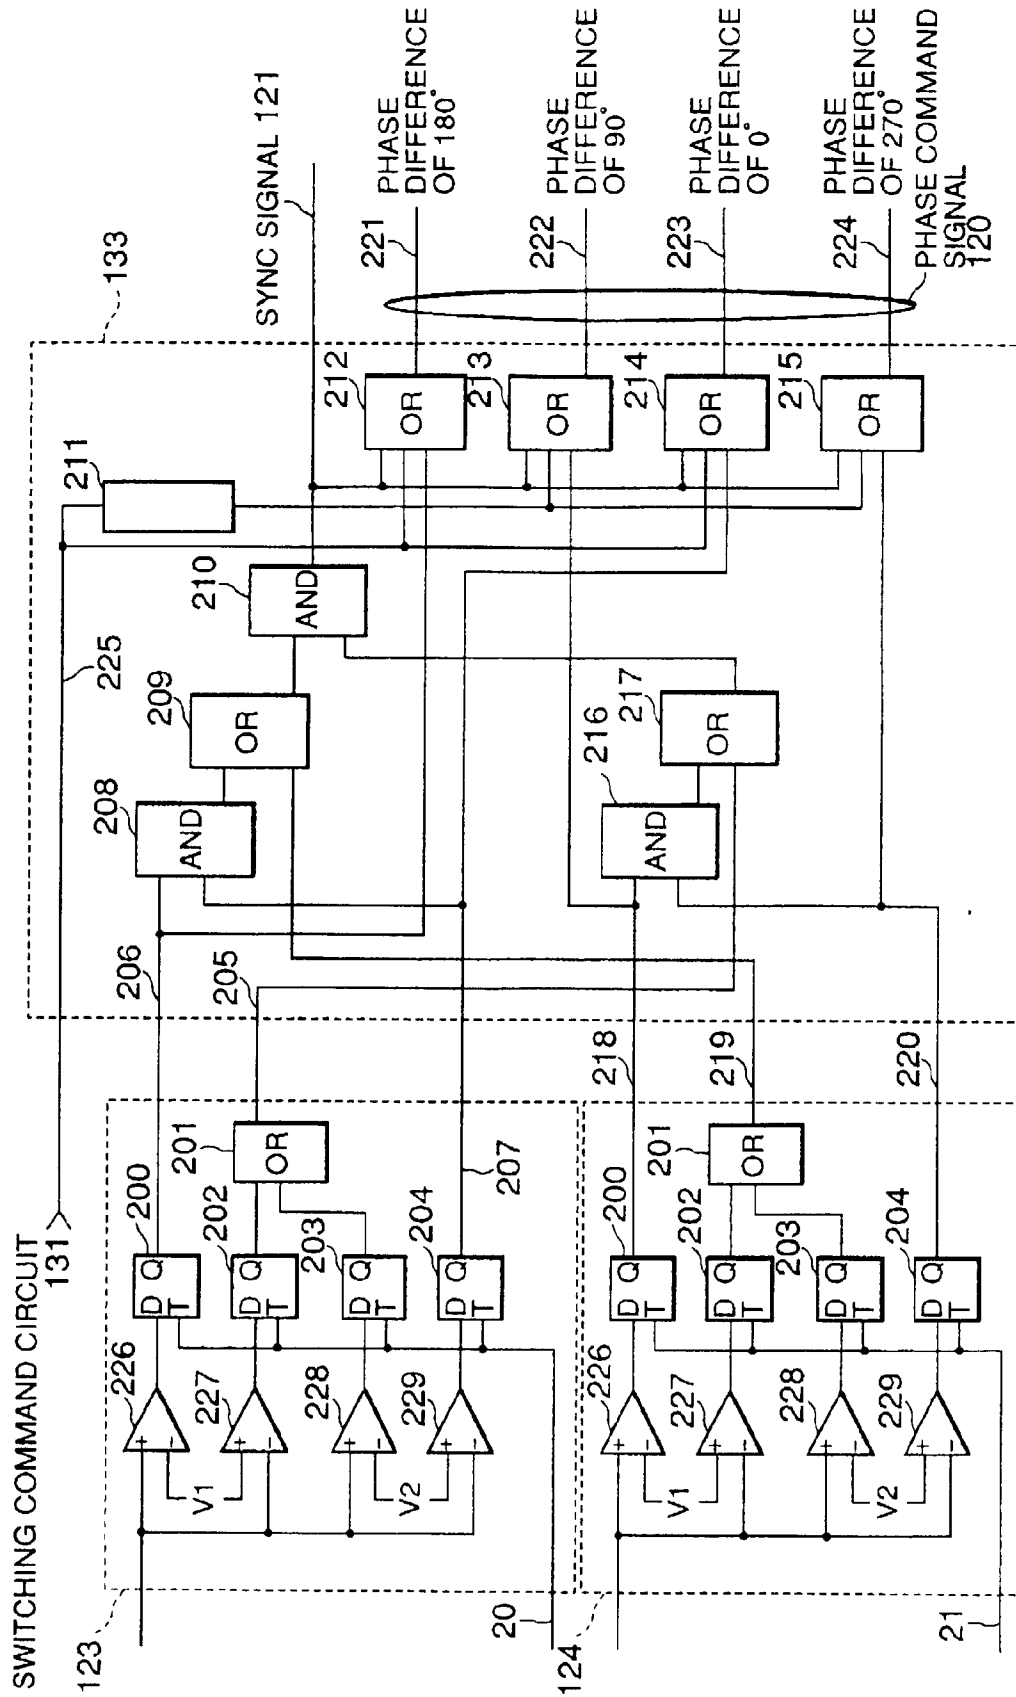 SWITCHING COMMAND CIRCUIT
131
133
SYNC SIGNAL 121
225
211
210
AND
209
OR
208
AND
206
205
212
OR
213
OR
214
OR
215
OR
221
PHASE
DIFFERENCE
OF 180°
222
PHASE
DIFFERENCE
OF 90°
223
PHASE
DIFFERENCE
OF 0°
224
PHASE
DIFFERENCE
OF 270°
PHASE COMMAND
SIGNAL
120
217
OR
216
AND
218
219
220
207
123
20
226
+
−
V1
227
+
−
228
+
−
V2
229
+
−
200
D Q
T
202
D Q
T
203
D Q
T
204
D Q
T
201
OR
124
21
226
+
−
V1
227
+
−
228
+
−
V2
229
+
−
200
D Q
T
202
D Q
T
203
D Q
T
204
D Q
T
201
OR